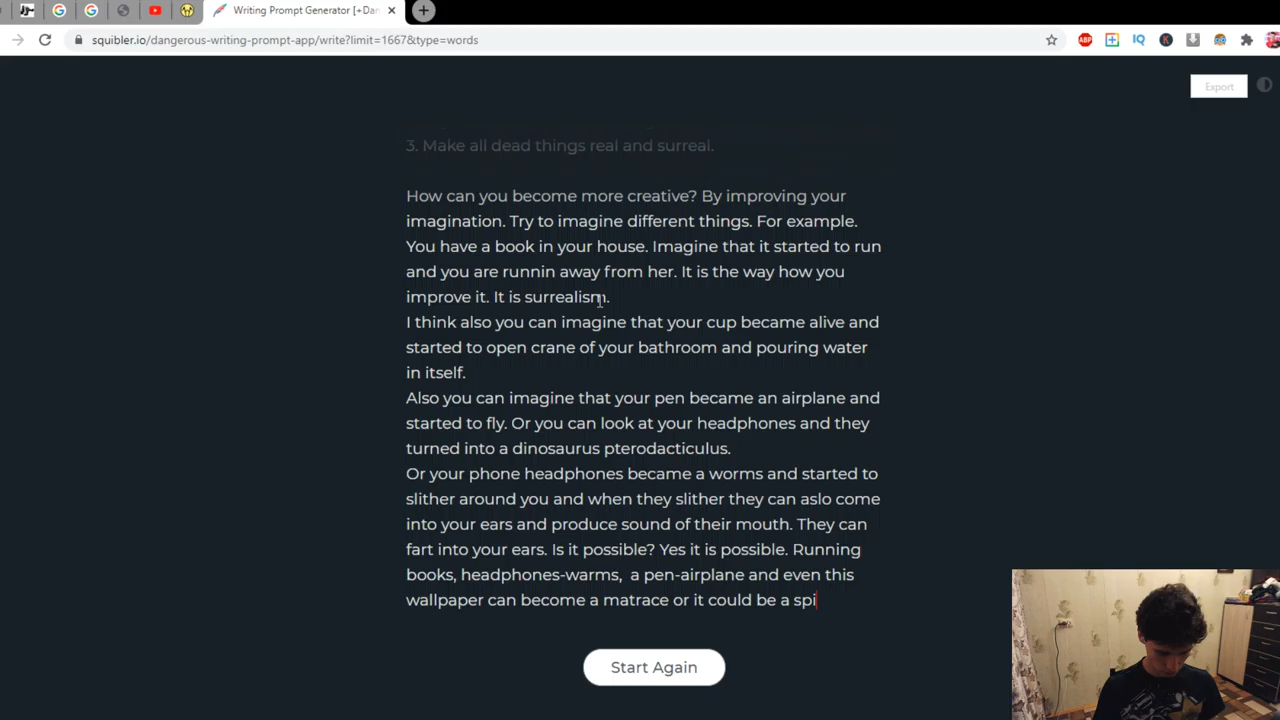 Writing Prompt Generator [+Dan
squibler.io/dangerous-writing-prompt-app/write?limit=1667&type=words
ABP
IQ
K
Export
3. Make all dead things real and surreal.
How can you become more creative? By improving your
imagination. Try to imagine different things. For example.
You have a book in your house. Imagine that it started to run
and you are runnin away from her. It is the way how you
improve it. It is surrealism.
I think also you can imagine that your cup became alive and
started to open crane of your bathroom and pouring water
in itself.
Also you can imagine that your pen became an airplane and
started to fly. Or you can look at your headphones and they
turned into a dinosaurus pterodacticulus.
Or your phone headphones became a worms and started to
slither around you and when they slither they can aslo come
into your ears and produce sound of their mouth. They can
fart into your ears. Is it possible? Yes it is possible. Running
books, headphones-warms,  a pen-airplane and even this
wallpaper can become a matrace or it could be a spi
Start Again